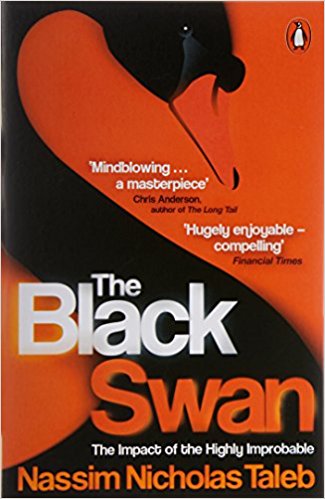 'Mindblowing ...
a masterpiece'
Chris Anderson,
author of The Long Tail
'Hugely enjoyable –
compelling'
Financial Times
The
Black
Swan
The Impact of the Highly Improbable
Nassim Nicholas Taleb